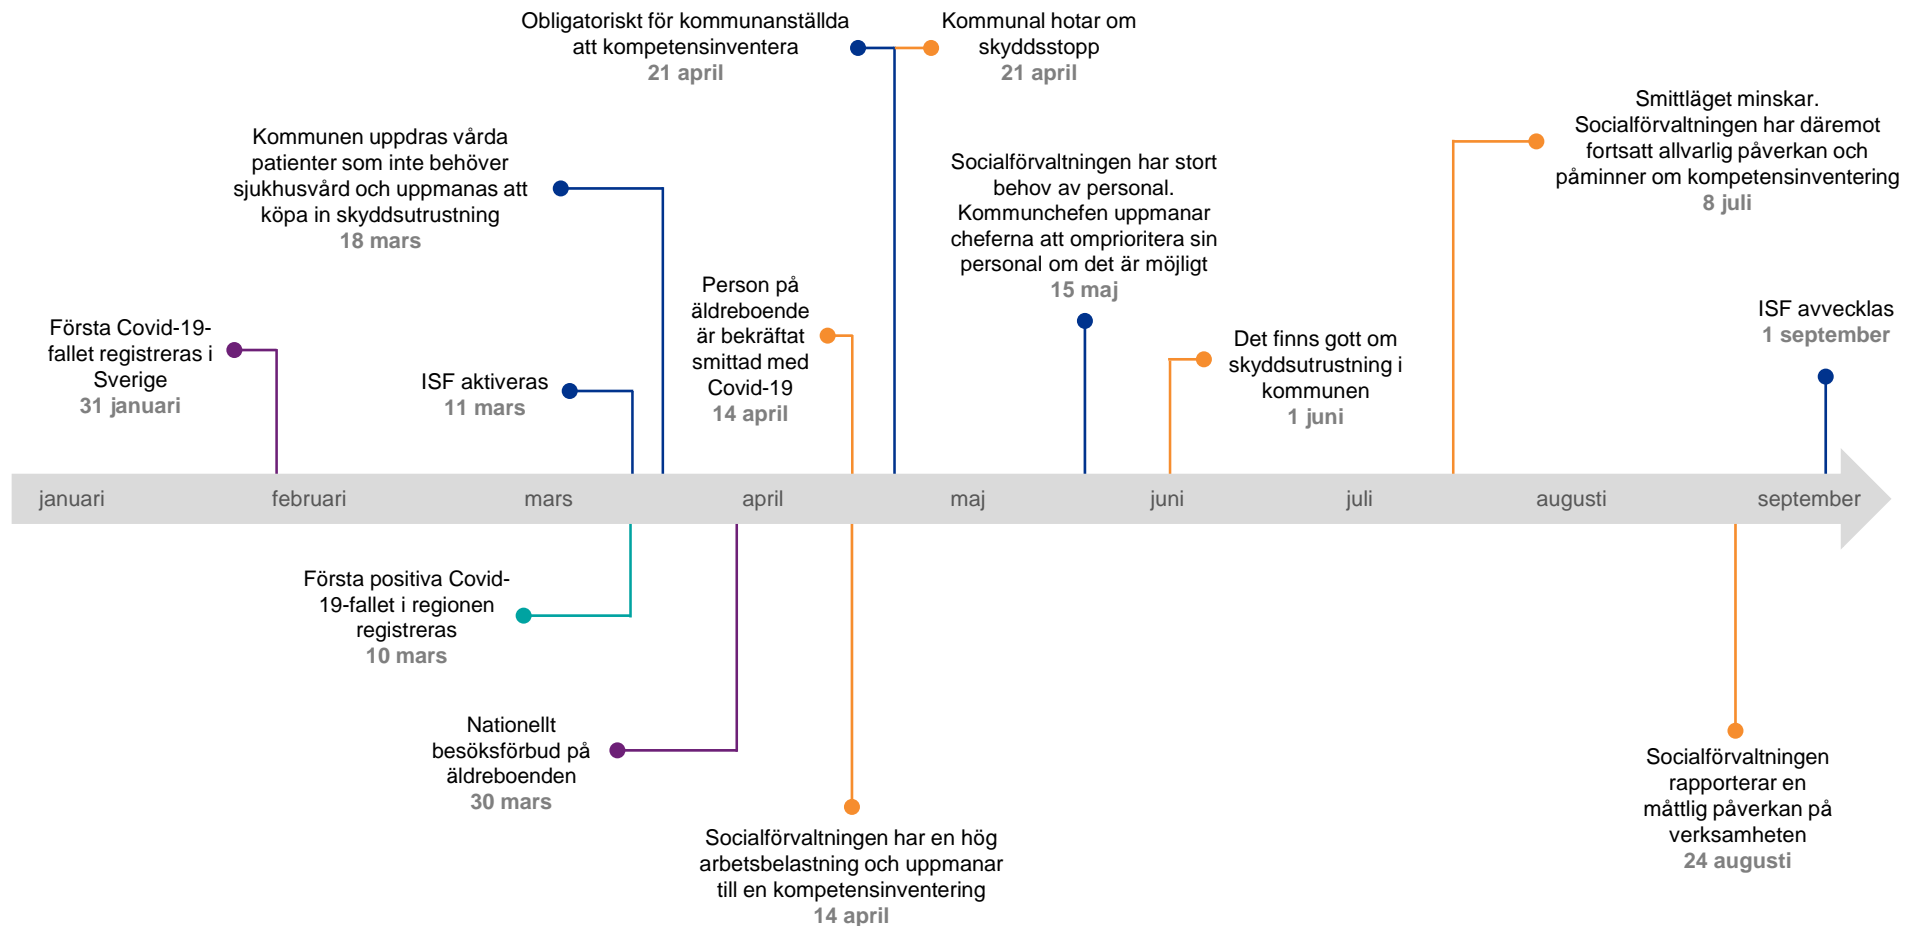 Obligatoriskt för kommunanställda
att kompetensinventera
21 april
Kommunal hotar om
skyddsstopp
21 april
Smittläget minskar.
Socialförvaltningen har däremot
fortsatt allvarlig påverkan och
påminner om kompetensinventering
8 juli
Kommunen uppdras vårda
patienter som inte behöver
sjukhusvård och uppmanas att
köpa in skyddsutrustning
18 mars
Socialförvaltningen har stort
behov av personal.
Kommunchefen uppmanar
cheferna att omprioritera sin
personal om det är möjligt
15 maj
Person på
äldreboende
är bekräftat
smittad med
Covid-19
14 april
ISF avvecklas
1 september
Första Covid-19-
fallet registreras i
Sverige
31 januari
ISF aktiveras
11 mars
Det finns gott om
skyddsutrustning i
kommunen
1 juni
januari februari mars april maj juni juli augusti september
Första positiva Covid-
19-fallet i regionen
registreras
10 mars
Nationellt
besöksförbud på
äldreboenden
30 mars
Socialförvaltningen har en hög
arbetsbelastning och uppmanar
till en kompetensinventering
14 april
Socialförvaltningen
rapporterar en
måttlig påverkan på
verksamheten
24 augusti